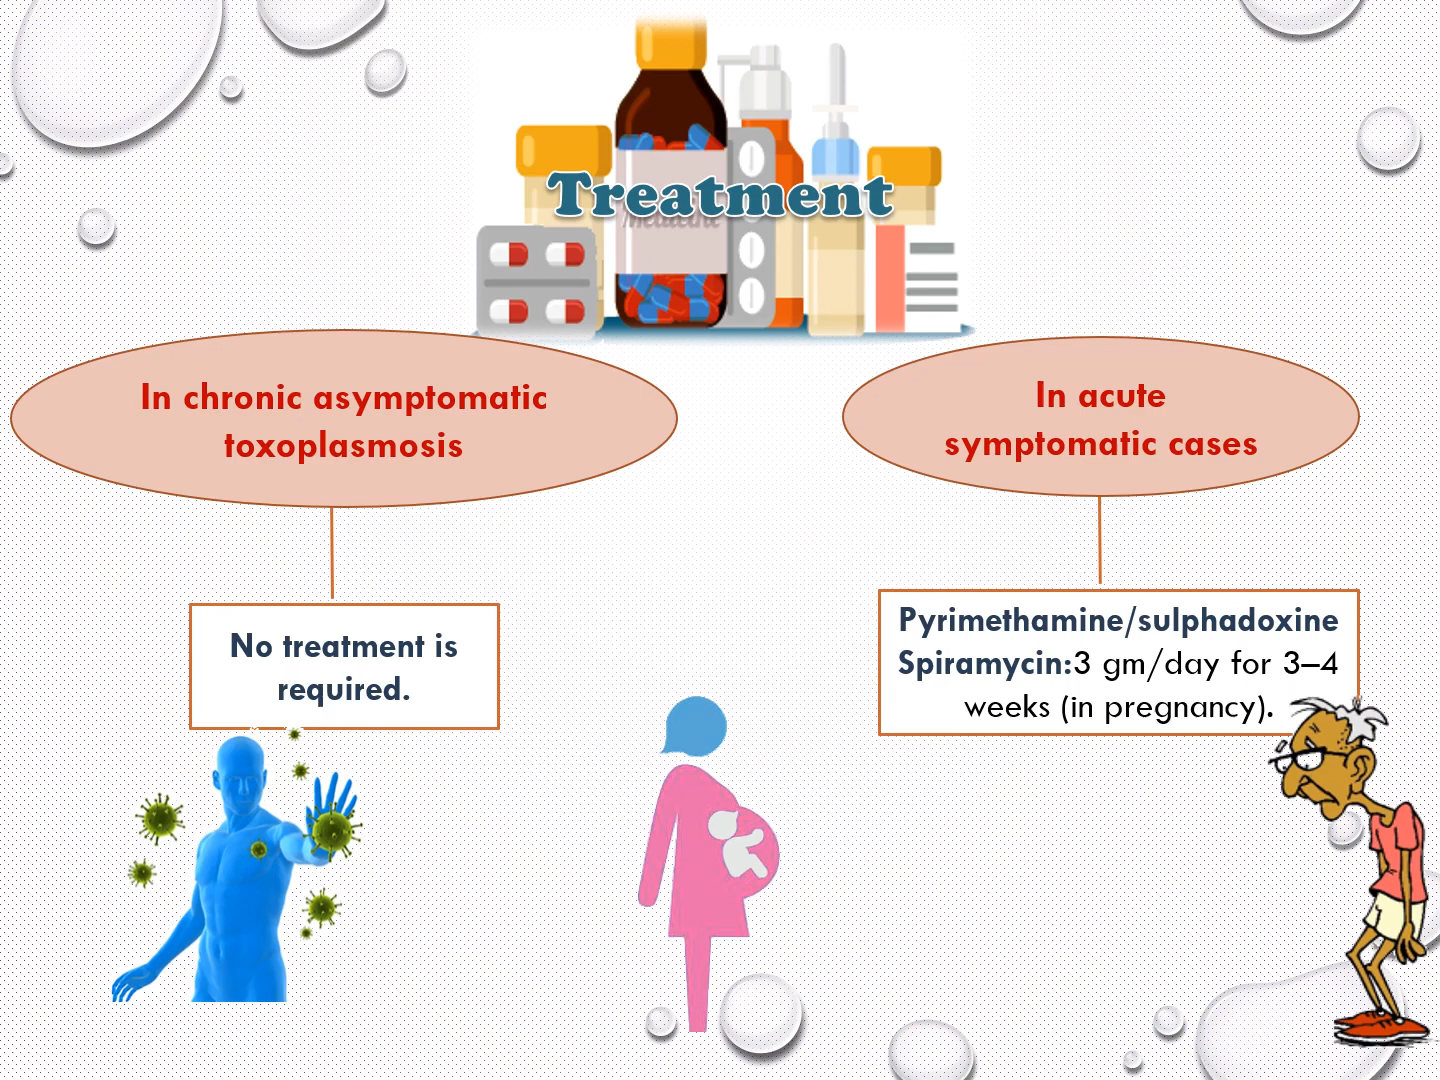 Treatment
Medicine
In chronic asymptomatic
toxoplasmosis
In acute
symptomatic cases
No treatment is
required.
Pyrimethamine/sulphadoxine
Spiramycin:3 gm/day for 3–4
weeks (in pregnancy).